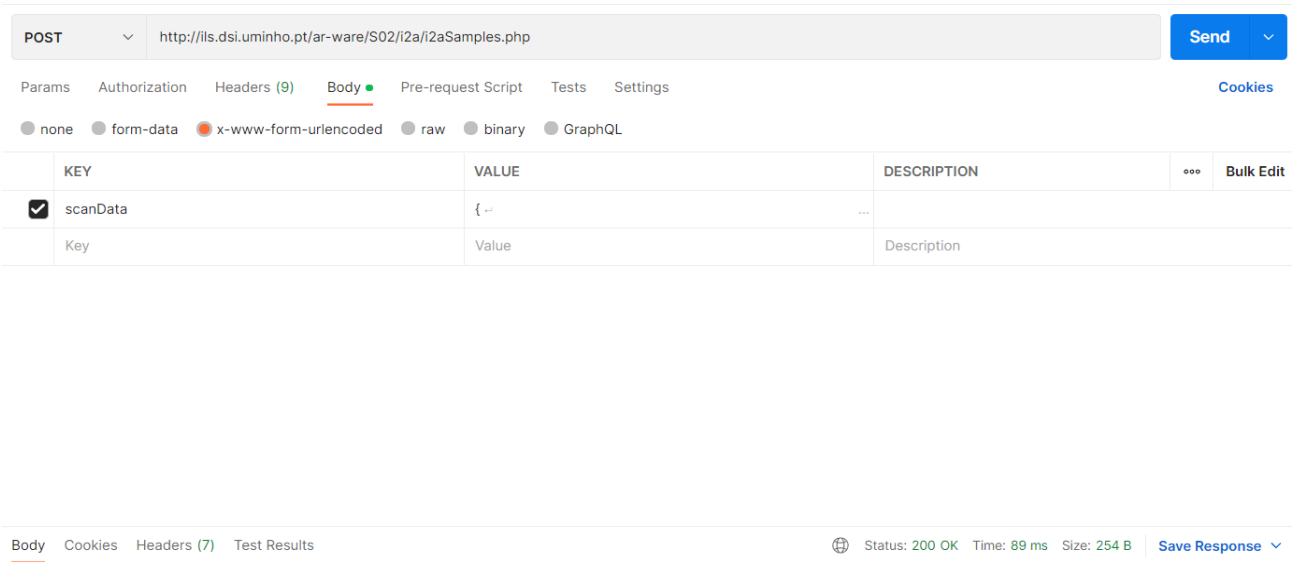 POST http://ils.dsi.uminho.pt/ar-ware/S02/i2a/i2aSamples.php Send
Params Authorization Headers (9) Body Pre-request Script Tests Settings Cookies
none form-data x-www-form-urlencoded raw binary GraphQL
KEY VALUE DESCRIPTION ooo Bulk Edit
scanData { ↵ ...
Key Value Description
Body Cookies Headers (7) Test Results Status: 200 OK Time: 89 ms Size: 254 B Save Response